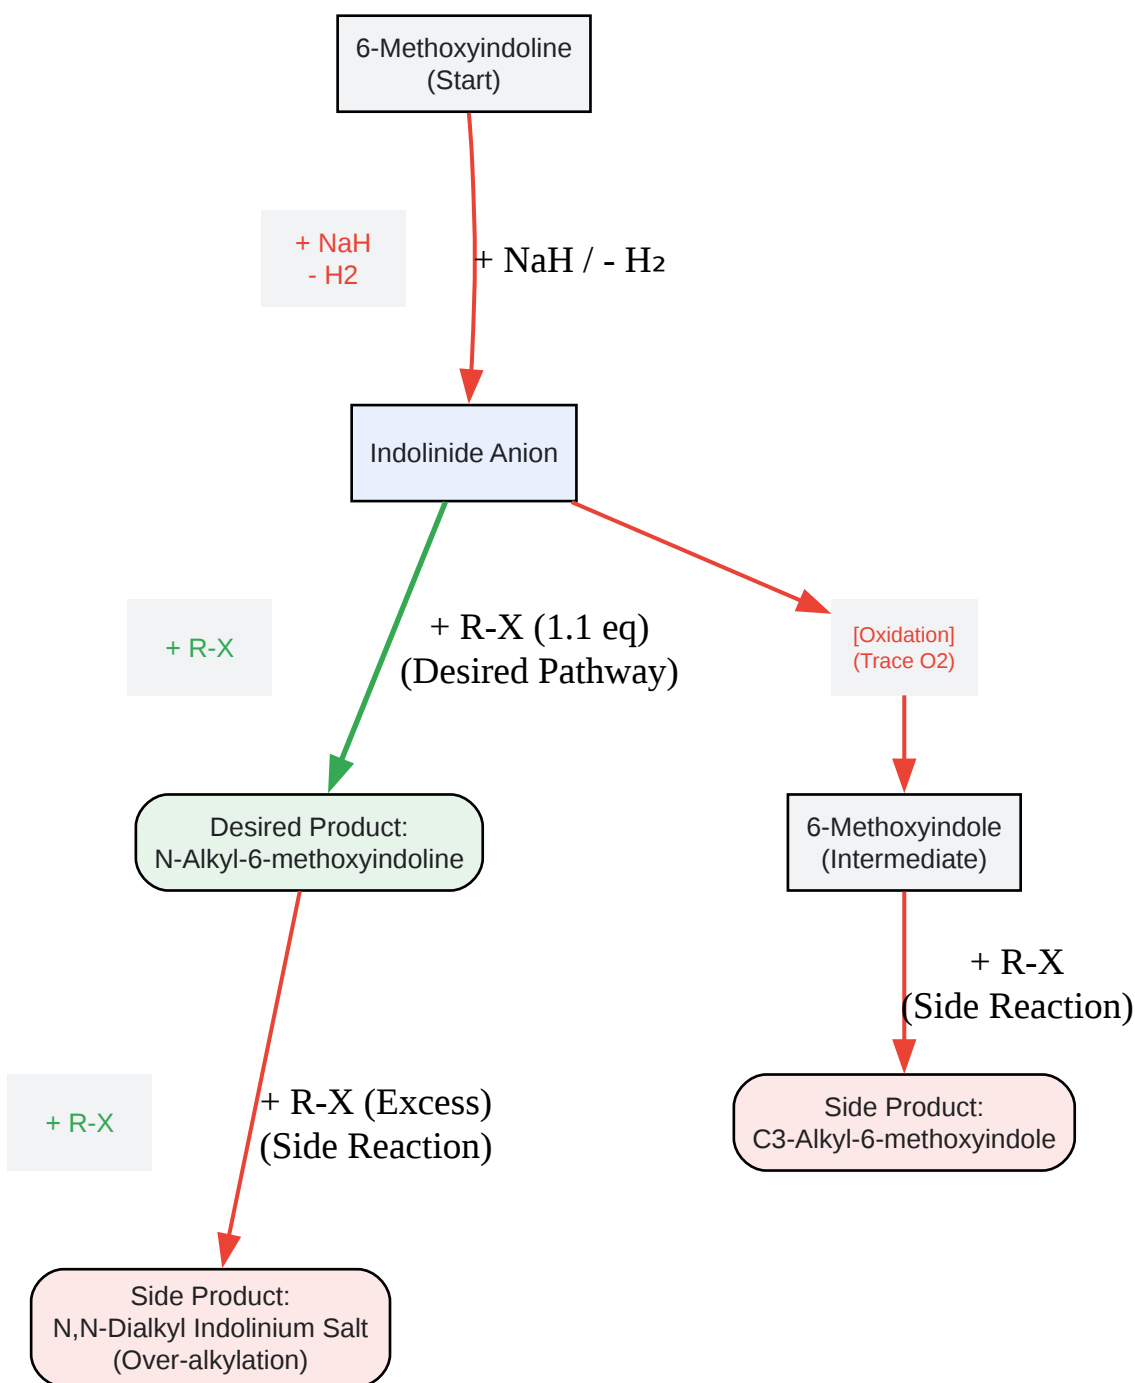 6-Methoxyindoline
(Start)
+ NaH
- H2
+ NaH / - H₂
Indolinide Anion
+ R-X
+ R-X (1.1 eq)
(Desired Pathway)
[Oxidation]
(Trace O2)
Desired Product:
N-Alkyl-6-methoxyindoline
6-Methoxyindole
(Intermediate)
+ R-X
(Side Reaction)
+ R-X
+ R-X (Excess)
(Side Reaction)
Side Product:
C3-Alkyl-6-methoxyindole
Side Product:
N,N-Dialkyl Indolinium Salt
(Over-alkylation)